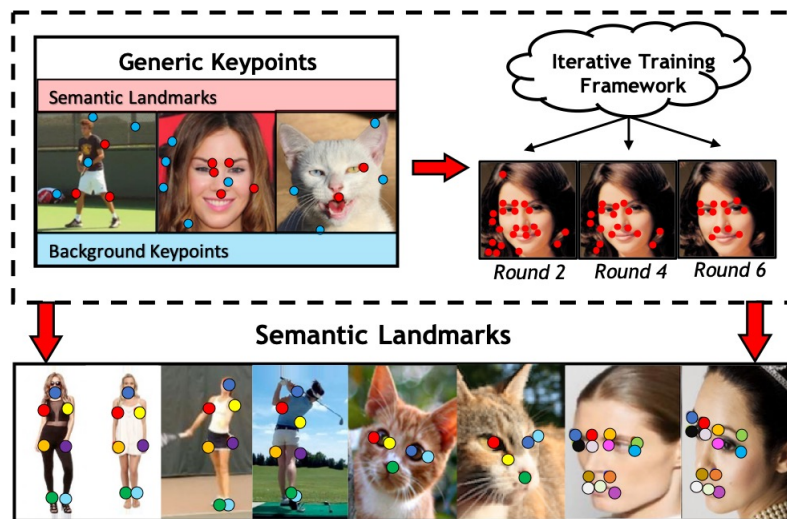 Generic Keypoints
Semantic Landmarks
Background Keypoints
Iterative Training
Framework
Round 2
Round 4
Round 6
Semantic Landmarks